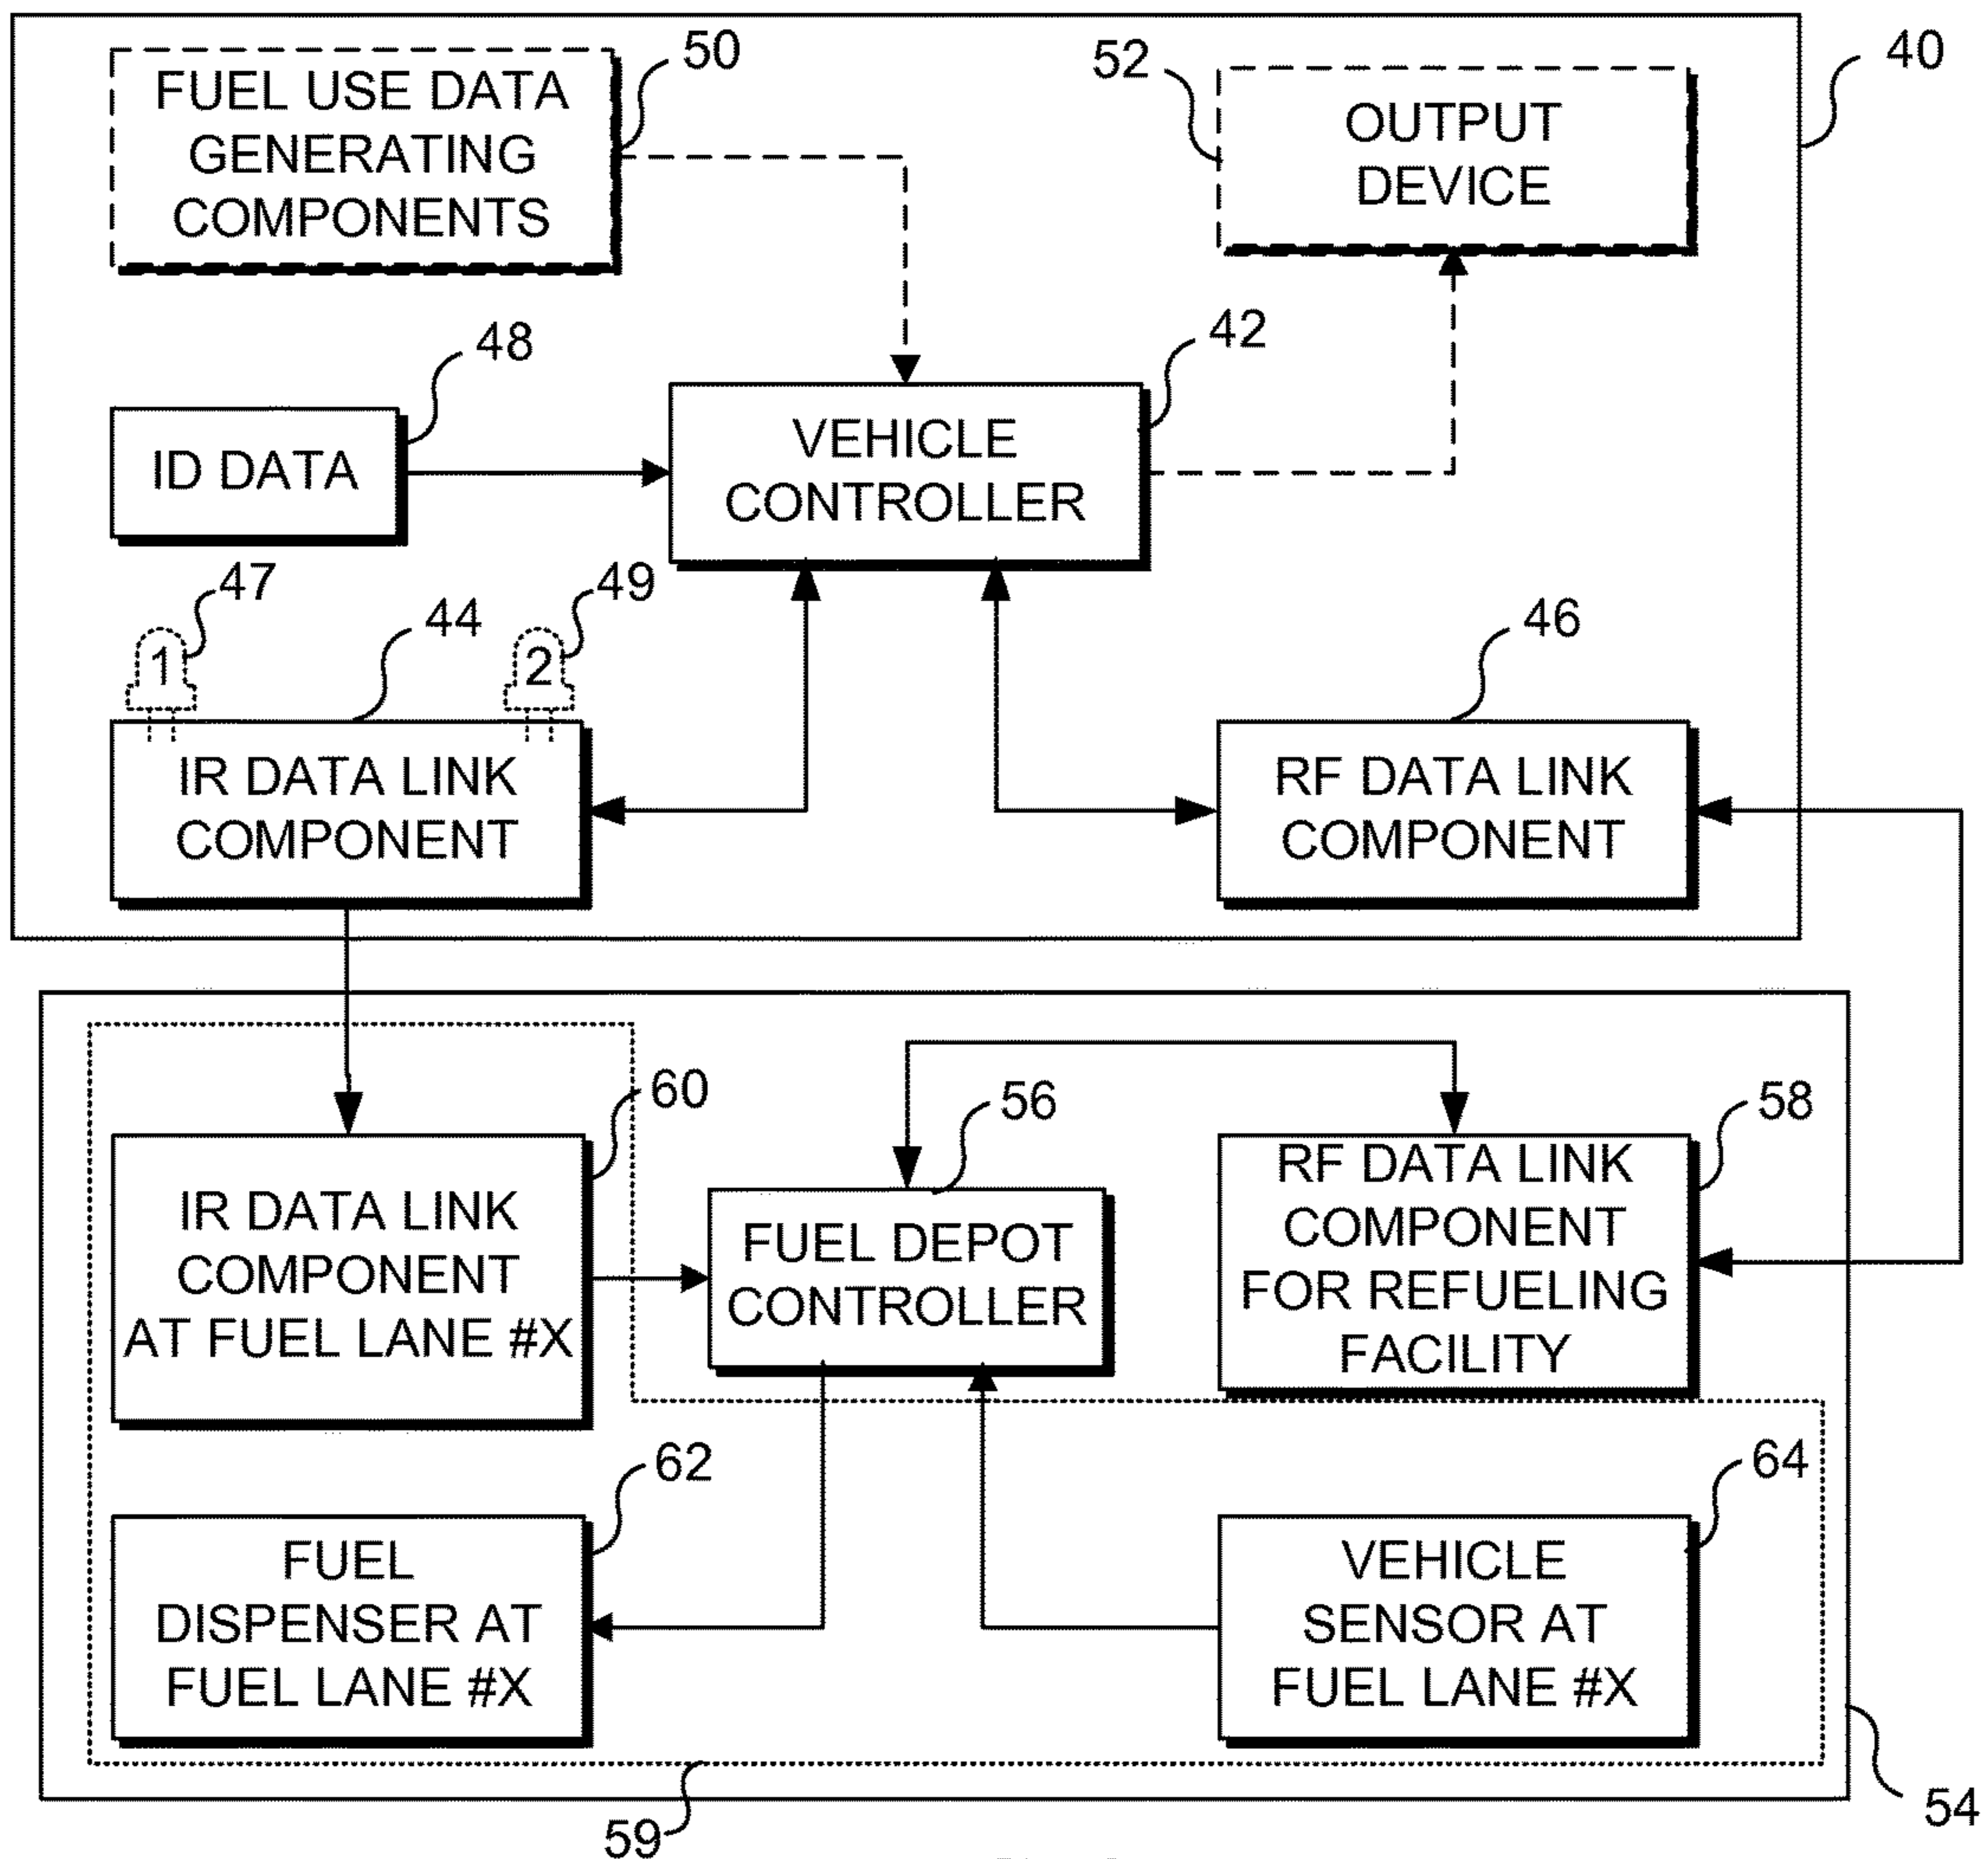 50
FUEL USE DATA
GENERATING
COMPONENTS
52
OUTPUT
DEVICE
40
48
ID DATA
42
VEHICLE
CONTROLLER
47
1
44
49
2
46
IR DATA LINK
COMPONENT
RF DATA LINK
COMPONENT
60
IR DATA LINK
COMPONENT
AT FUEL LANE #X
56
FUEL DEPOT
CONTROLLER
58
RF DATA LINK
COMPONENT
FOR REFUELING
FACILITY
62
FUEL
DISPENSER AT
FUEL LANE #X
64
VEHICLE
SENSOR AT
FUEL LANE #X
59
54